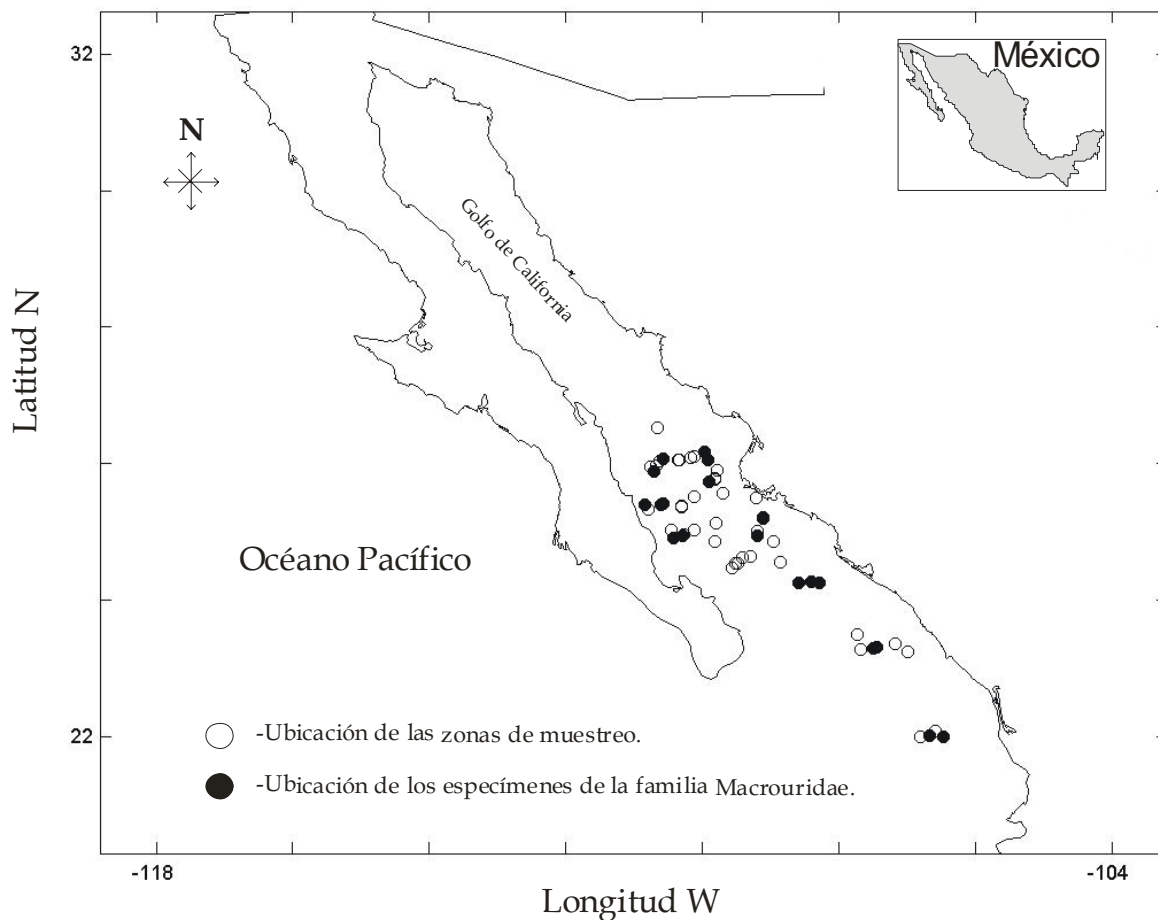 32
México
N
Golfo de California
Latitud N
Océano Pacífico
22
-Ubicación de las zonas de muestreo.
-Ubicación de los especímenes de la familia Macrouridae.
-118
-104
Longitud W